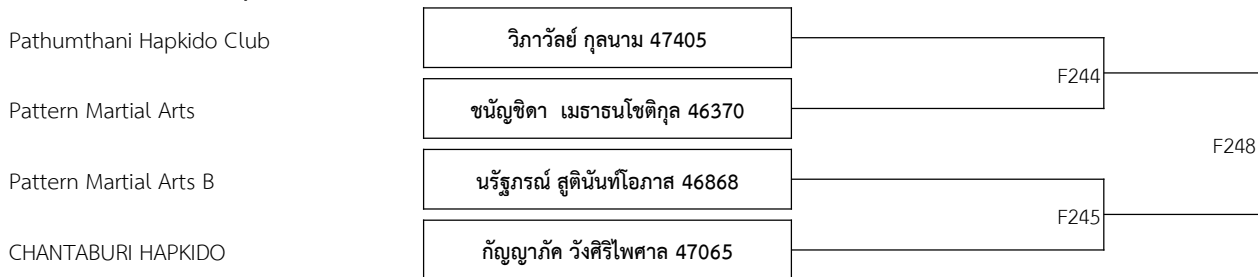 Pathumthani Hapkido Club วิภาวัลย์ กุลนาม 47405
F244
Pattern Martial Arts ชนัญชิดา เมธาธนโชติกุล 46370
F248
Pattern Martial Arts B นรัฐภรณ์ สูตินันท์โอภาส 46868
F245
CHANTABURI HAPKIDO กัญญาภัค วังศิริไพศาล 47065